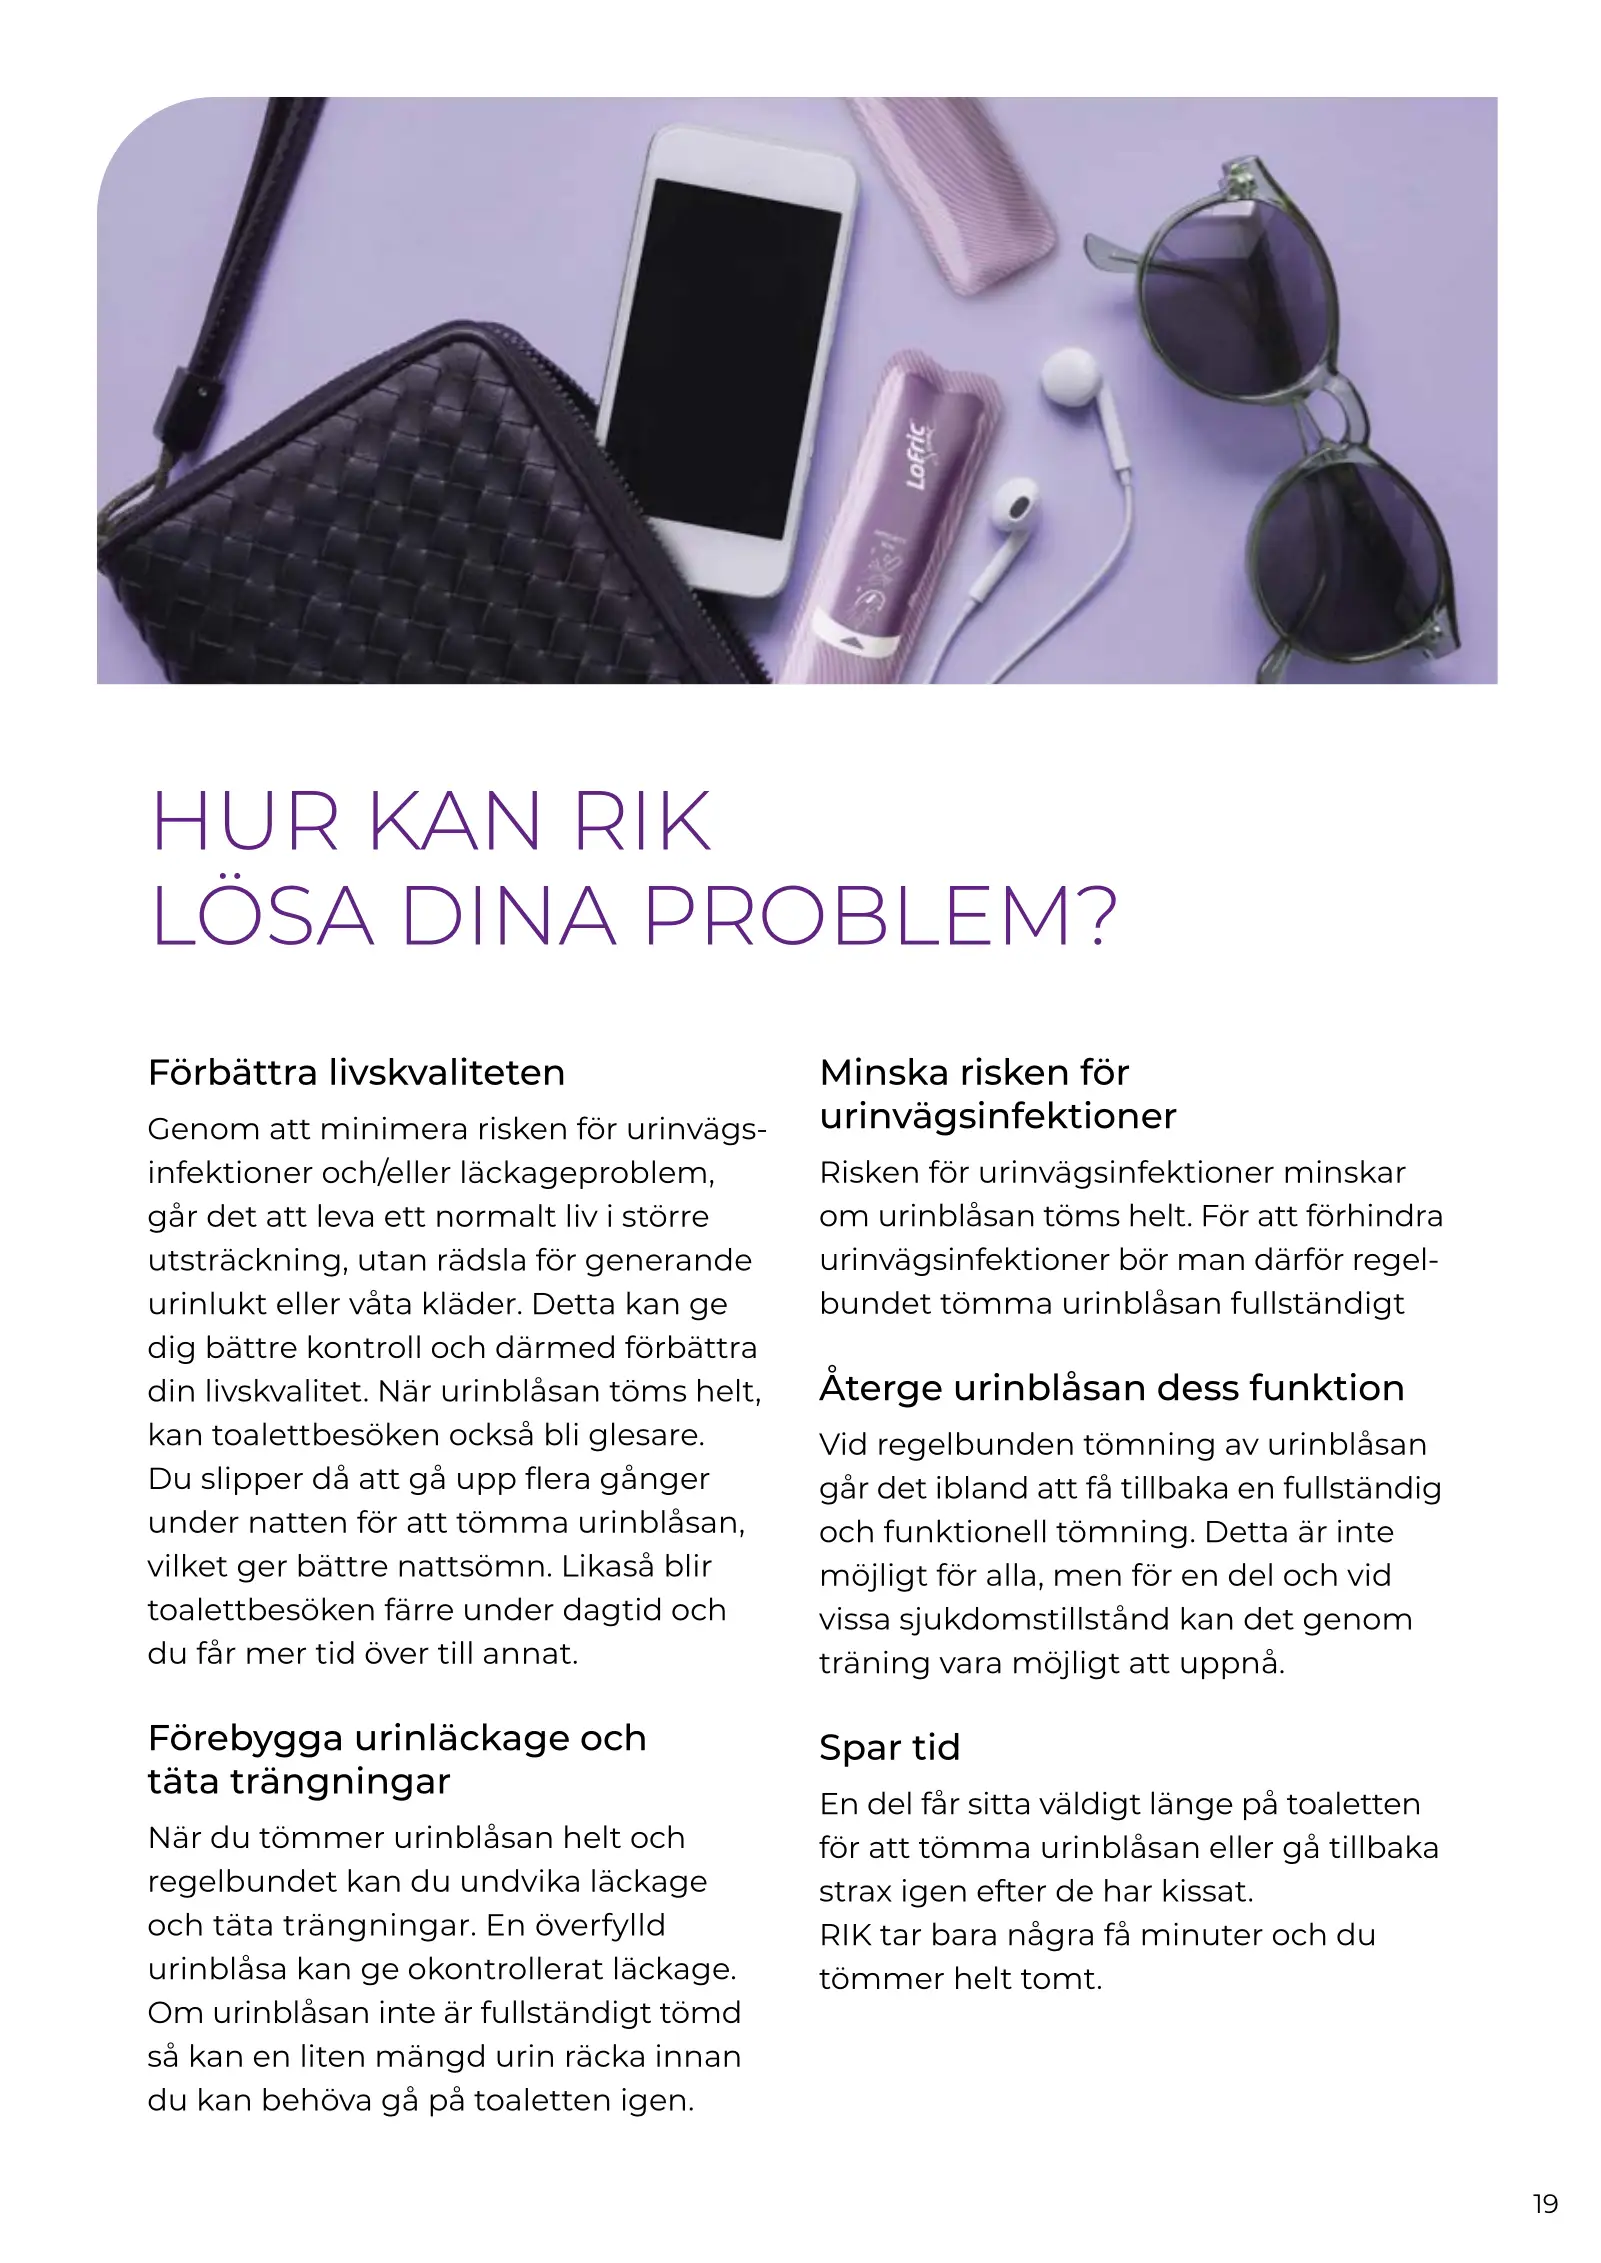 LoFric
HUR KAN RIK
LÖSA DINA PROBLEM?
Förbättra livskvaliteten
Genom att minimera risken för urinvägs-
infektioner och/eller läckageproblem,
går det att leva ett normalt liv i större
utsträckning, utan rädsla för generande
urinlukt eller våta kläder. Detta kan ge
dig bättre kontroll och därmed förbättra
din livskvalitet. När urinblåsan töms helt,
kan toalettbesöken också bli glesare.
Du slipper då att gå upp flera gånger
under natten för att tömma urinblåsan,
vilket ger bättre nattsömn. Likaså blir
toalettbesöken färre under dagtid och
du får mer tid över till annat.
Förebygga urinläckage och
täta trängningar
När du tömmer urinblåsan helt och
regelbundet kan du undvika läckage
och täta trängningar. En överfylld
urinblåsa kan ge okontrollerat läckage.
Om urinblåsan inte är fullständigt tömd
så kan en liten mängd urin räcka innan
du kan behöva gå på toaletten igen.
Minska risken för
urinvägsinfektioner
Risken för urinvägsinfektioner minskar
om urinblåsan töms helt. För att förhindra
urinvägsinfektioner bör man därför regel-
bundet tömma urinblåsan fullständigt
Återge urinblåsan dess funktion
Vid regelbunden tömning av urinblåsan
går det ibland att få tillbaka en fullständig
och funktionell tömning. Detta är inte
möjligt för alla, men för en del och vid
vissa sjukdomstillstånd kan det genom
träning vara möjligt att uppnå.
Spar tid
En del får sitta väldigt länge på toaletten
för att tömma urinblåsan eller gå tillbaka
strax igen efter de har kissat.
RIK tar bara några få minuter och du
tömmer helt tomt.
19